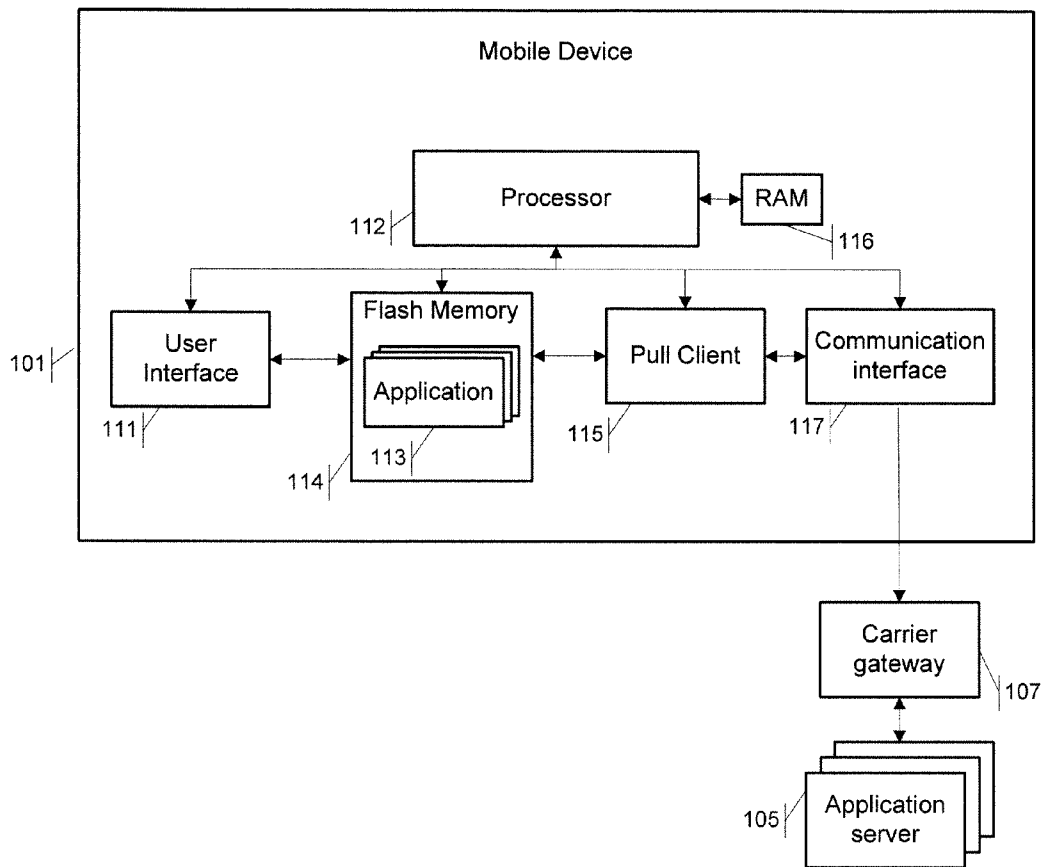 Mobile Device
Processor
RAM
112
116
Flash Memory
User
Interface
Application
Pull Client
Communication
interface
101
111
113
114
115
117
Carrier
gateway
107
Application
server
105